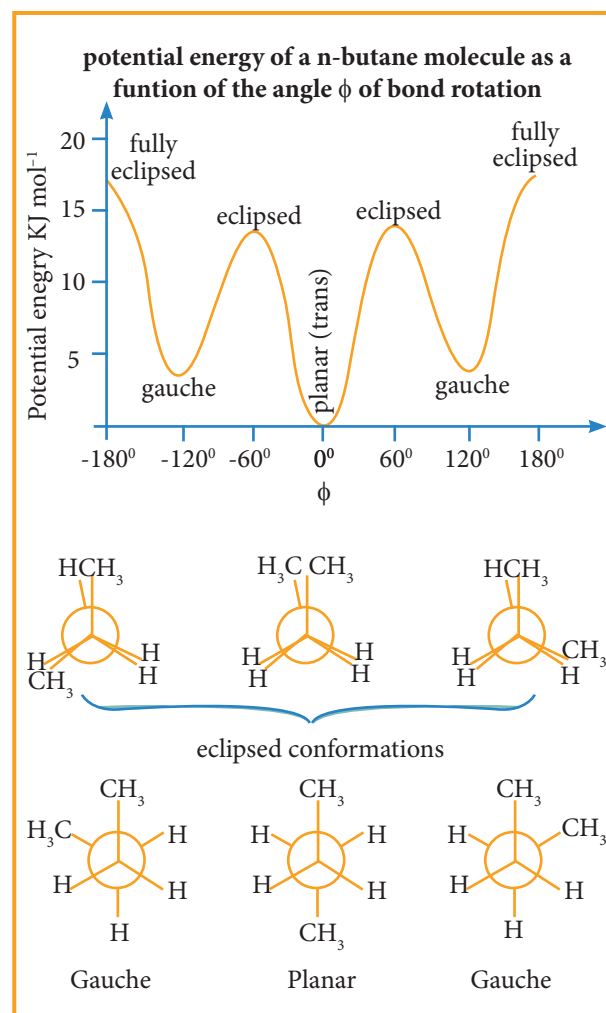 potential energy of a n-butane molecule as a
funtion of the angle ϕ of bond rotation
Potential enegry KJ mol⁻¹
20
15
10
5
fully
eclipsed
eclipsed
planar (trans)
eclipsed
fully
eclipsed
gauche
gauche
-180⁰ -120⁰ -60⁰ 0⁰ 60⁰ 120⁰ 180⁰
ϕ
HCH₃
H₃C CH₃
HCH₃
H H
CH₃ H
H H
H H
H CH₃
H H
eclipsed conformations
CH₃
CH₃
CH₃
H₃C H
H H
H CH₃
H H
H H
H H
H
CH₃
H
Gauche Planar Gauche